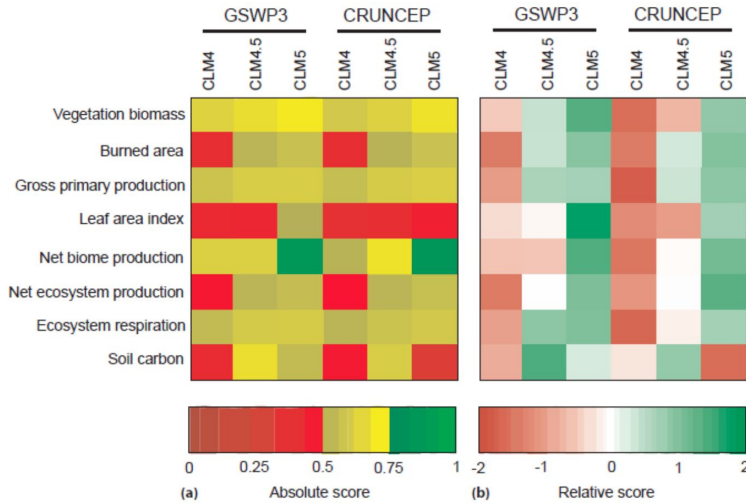 GSWP3 CRUNCEP GSWP3 CRUNCEP
CLM4 CLM4.5 CLM5 CLM4 CLM4.5 CLM5 CLM4 CLM4.5 CLM5 CLM4 CLM4.5 CLM5
Vegetation biomass
Burned area
Gross primary production
Leaf area index
Net biome production
Net ecosystem production
Ecosystem respiration
Soil carbon
0 0.25 0.5 0.75 1 -2 -1 0 1 2
(a) Absolute score (b) Relative score